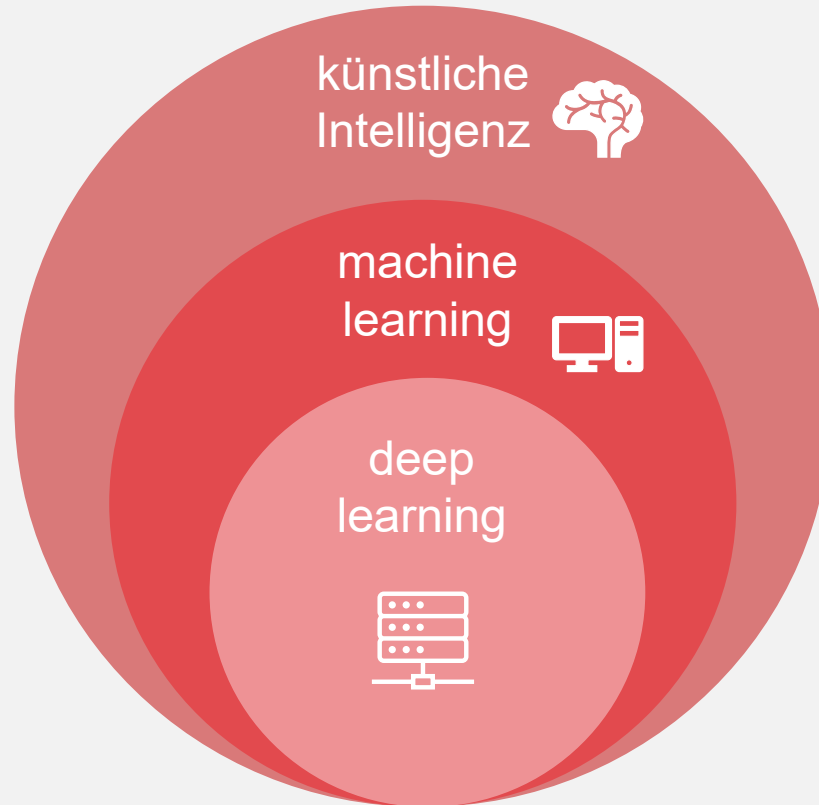 künstliche
Intelligenz
machine
learning
deep
learning